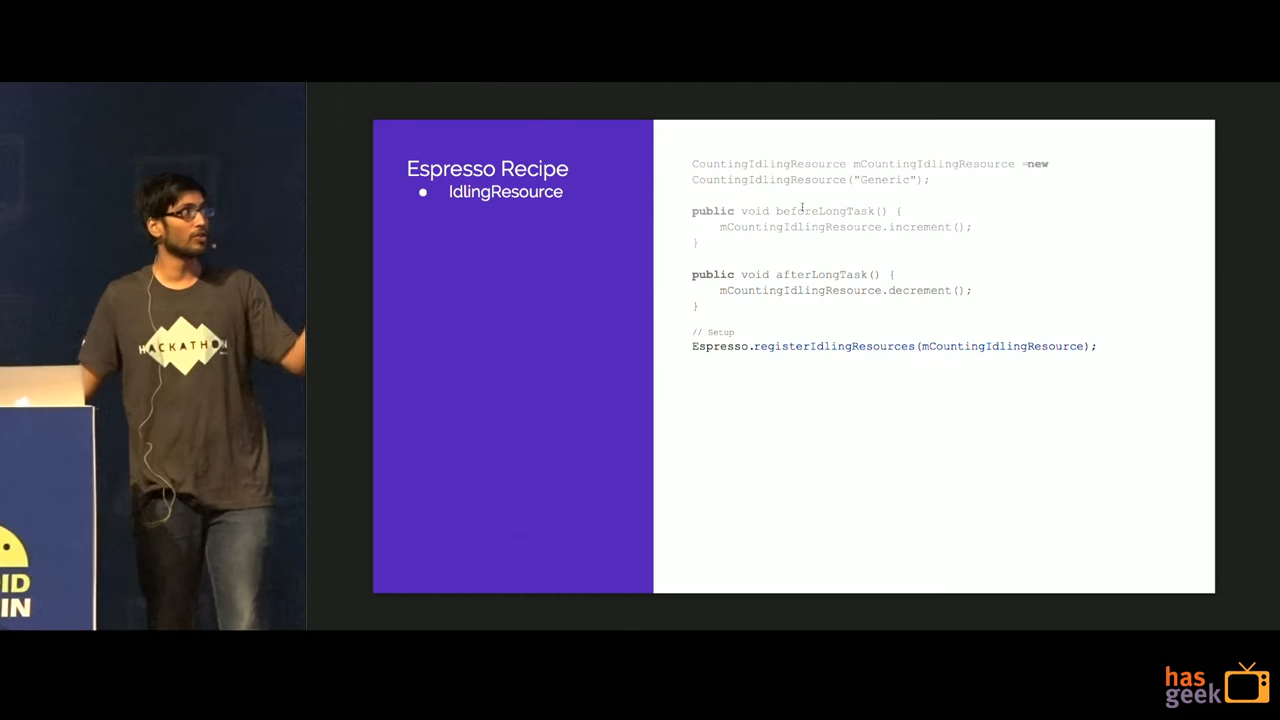 Espresso Recipe
● IdlingResource
CountingIdlingResource mCountingIdlingResource =new
CountingIdlingResource("Generic");
public void beforeLongTask() {
mCountingIdlingResource.increment();
}
public void afterLongTask() {
mCountingIdlingResource.decrement();
}
// Setup
Espresso.registerIdlingResources(mCountingIdlingResource);
HACKATHON
ID
IN
has
geek